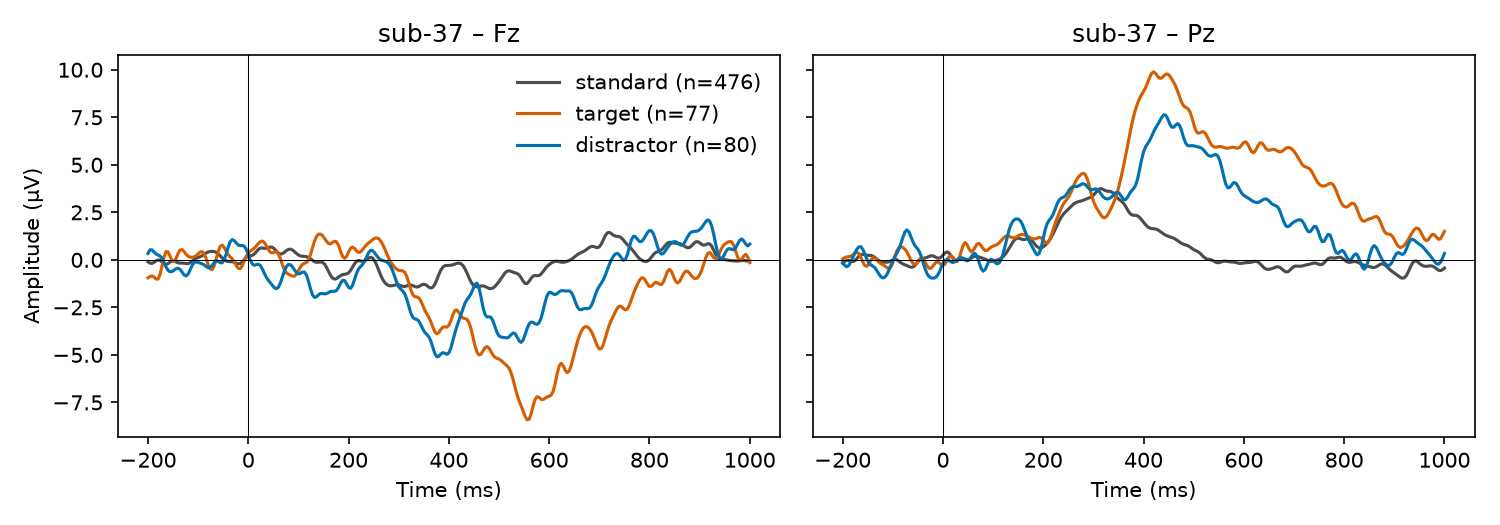 sub-37 – Fz
sub-37 – Pz
10.0
7.5
5.0
2.5
0.0
−2.5
−5.0
−7.5
Amplitude (µV)
standard (n=476)
target (n=77)
distractor (n=80)
−200 0 200 400 600 800 1000
Time (ms)
−200 0 200 400 600 800 1000
Time (ms)